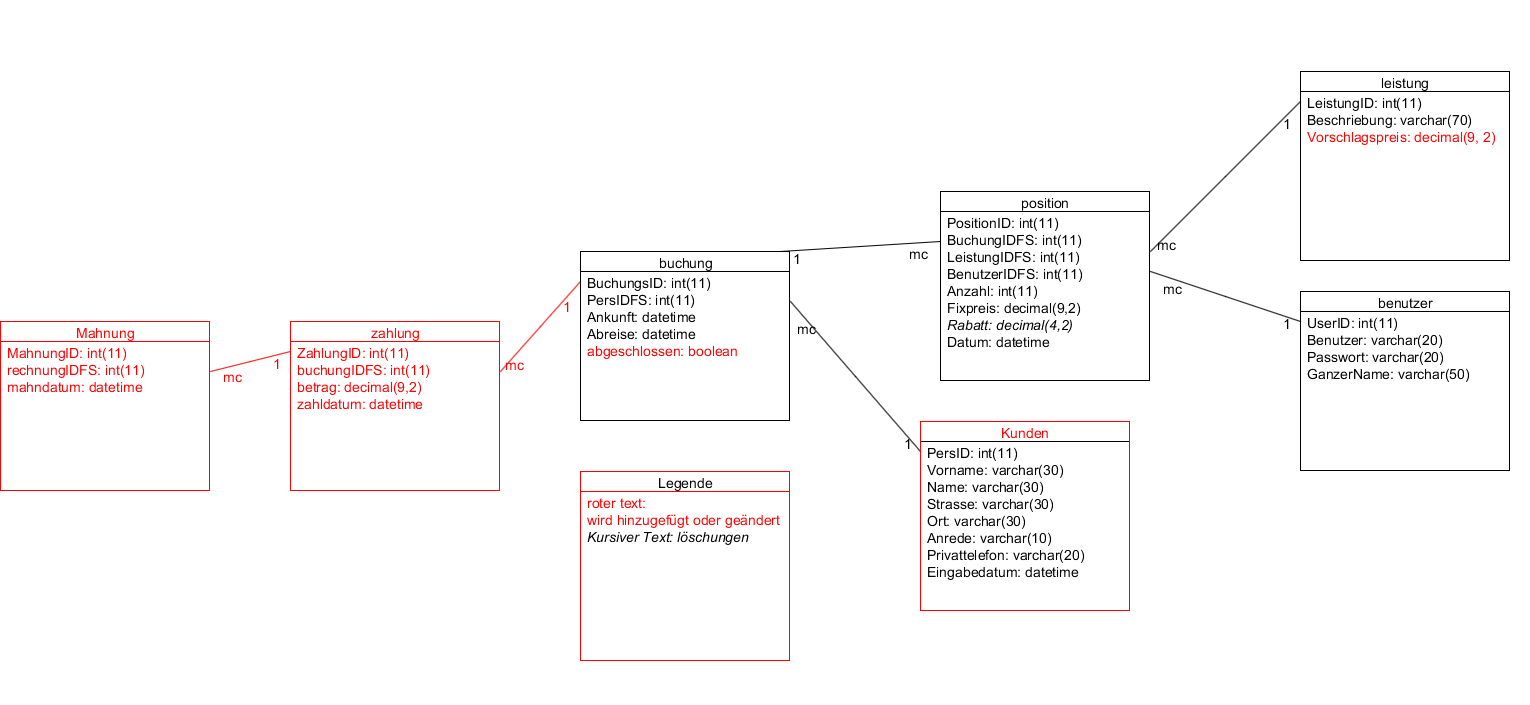 leistung
LeistungID: int(11)
Beschriebung: varchar(70)
Vorschlagspreis: decimal(9, 2)
1
mc
position
PositionID: int(11)
BuchungIDFS: int(11)
LeistungIDFS: int(11)
BenutzerIDFS: int(11)
Anzahl: int(11)
Fixpreis: decimal(9,2)
Rabatt: decimal(4,2)
Datum: datetime
mc
1
mc
1
benutzer
UserID: int(11)
Benutzer: varchar(20)
Passwort: varchar(20)
GanzerName: varchar(50)
buchung
BuchungsID: int(11)
PersIDFS: int(11)
Ankunft: datetime
Abreise: datetime
abgeschlossen: boolean
1
mc
mc
1
Mahnung
MahnungID: int(11)
rechnungIDFS: int(11)
mahndatum: datetime
mc
1
zahlung
ZahlungID: int(11)
buchungIDFS: int(11)
betrag: decimal(9,2)
zahldatum: datetime
Kunden
PersID: int(11)
Vorname: varchar(30)
Name: varchar(30)
Strasse: varchar(30)
Ort: varchar(30)
Anrede: varchar(10)
Privattelefon: varchar(20)
Eingabedatum: datetime
Legende
roter text:
wird hinzugefügt oder geändert
Kursiver Text: löschungen